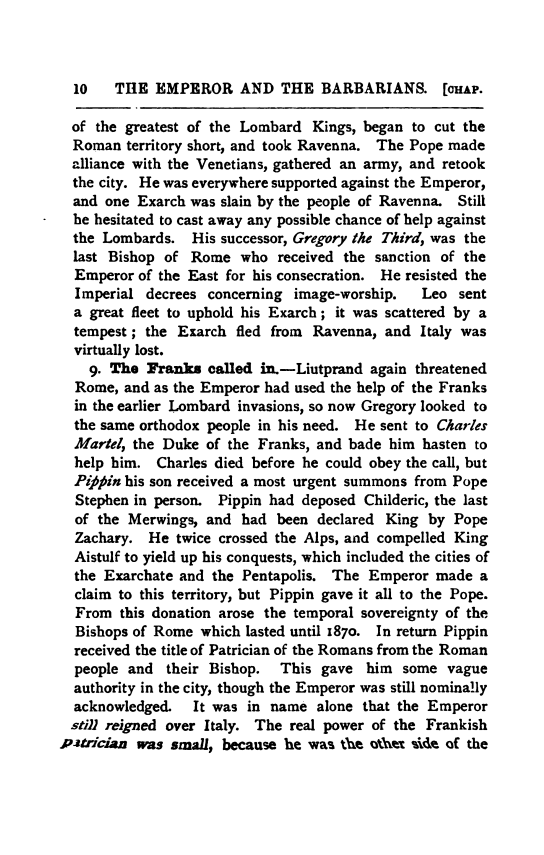 10 THE EMPEROR AND THE BARBARIANS. [CHAP.
of the greatest of the Lombard Kings, began to cut the
Roman territory short, and took Ravenna. The Pope made
alliance with the Venetians, gathered an army, and retook
the city. He was everywhere supported against the Emperor,
and one Exarch was slain by the people of Ravenna. Still
he hesitated to cast away any possible chance of help against
the Lombards. His successor, Gregory the Third, was the
last Bishop of Rome who received the sanction of the
Emperor of the East for his consecration. He resisted the
Imperial decrees concerning image-worship. Leo sent
a great fleet to uphold his Exarch; it was scattered by a
tempest; the Exarch fled from Ravenna, and Italy was
virtually lost.
9. The Franks called in.—Liutprand again threatened
Rome, and as the Emperor had used the help of the Franks
in the earlier Lombard invasions, so now Gregory looked to
the same orthodox people in his need. He sent to Charles
Martel, the Duke of the Franks, and bade him hasten to
help him. Charles died before he could obey the call, but
Pippin his son received a most urgent summons from Pope
Stephen in person. Pippin had deposed Childeric, the last
of the Merwings, and had been declared King by Pope
Zachary. He twice crossed the Alps, and compelled King
Aistulf to yield up his conquests, which included the cities of
the Exarchate and the Pentapolis. The Emperor made a
claim to this territory, but Pippin gave it all to the Pope.
From this donation arose the temporal sovereignty of the
Bishops of Rome which lasted until 1870. In return Pippin
received the title of Patrician of the Romans from the Roman
people and their Bishop. This gave him some vague
authority in the city, though the Emperor was still nominally
acknowledged. It was in name alone that the Emperor
still reigned over Italy. The real power of the Frankish
patrician was small, because he was the other side of the